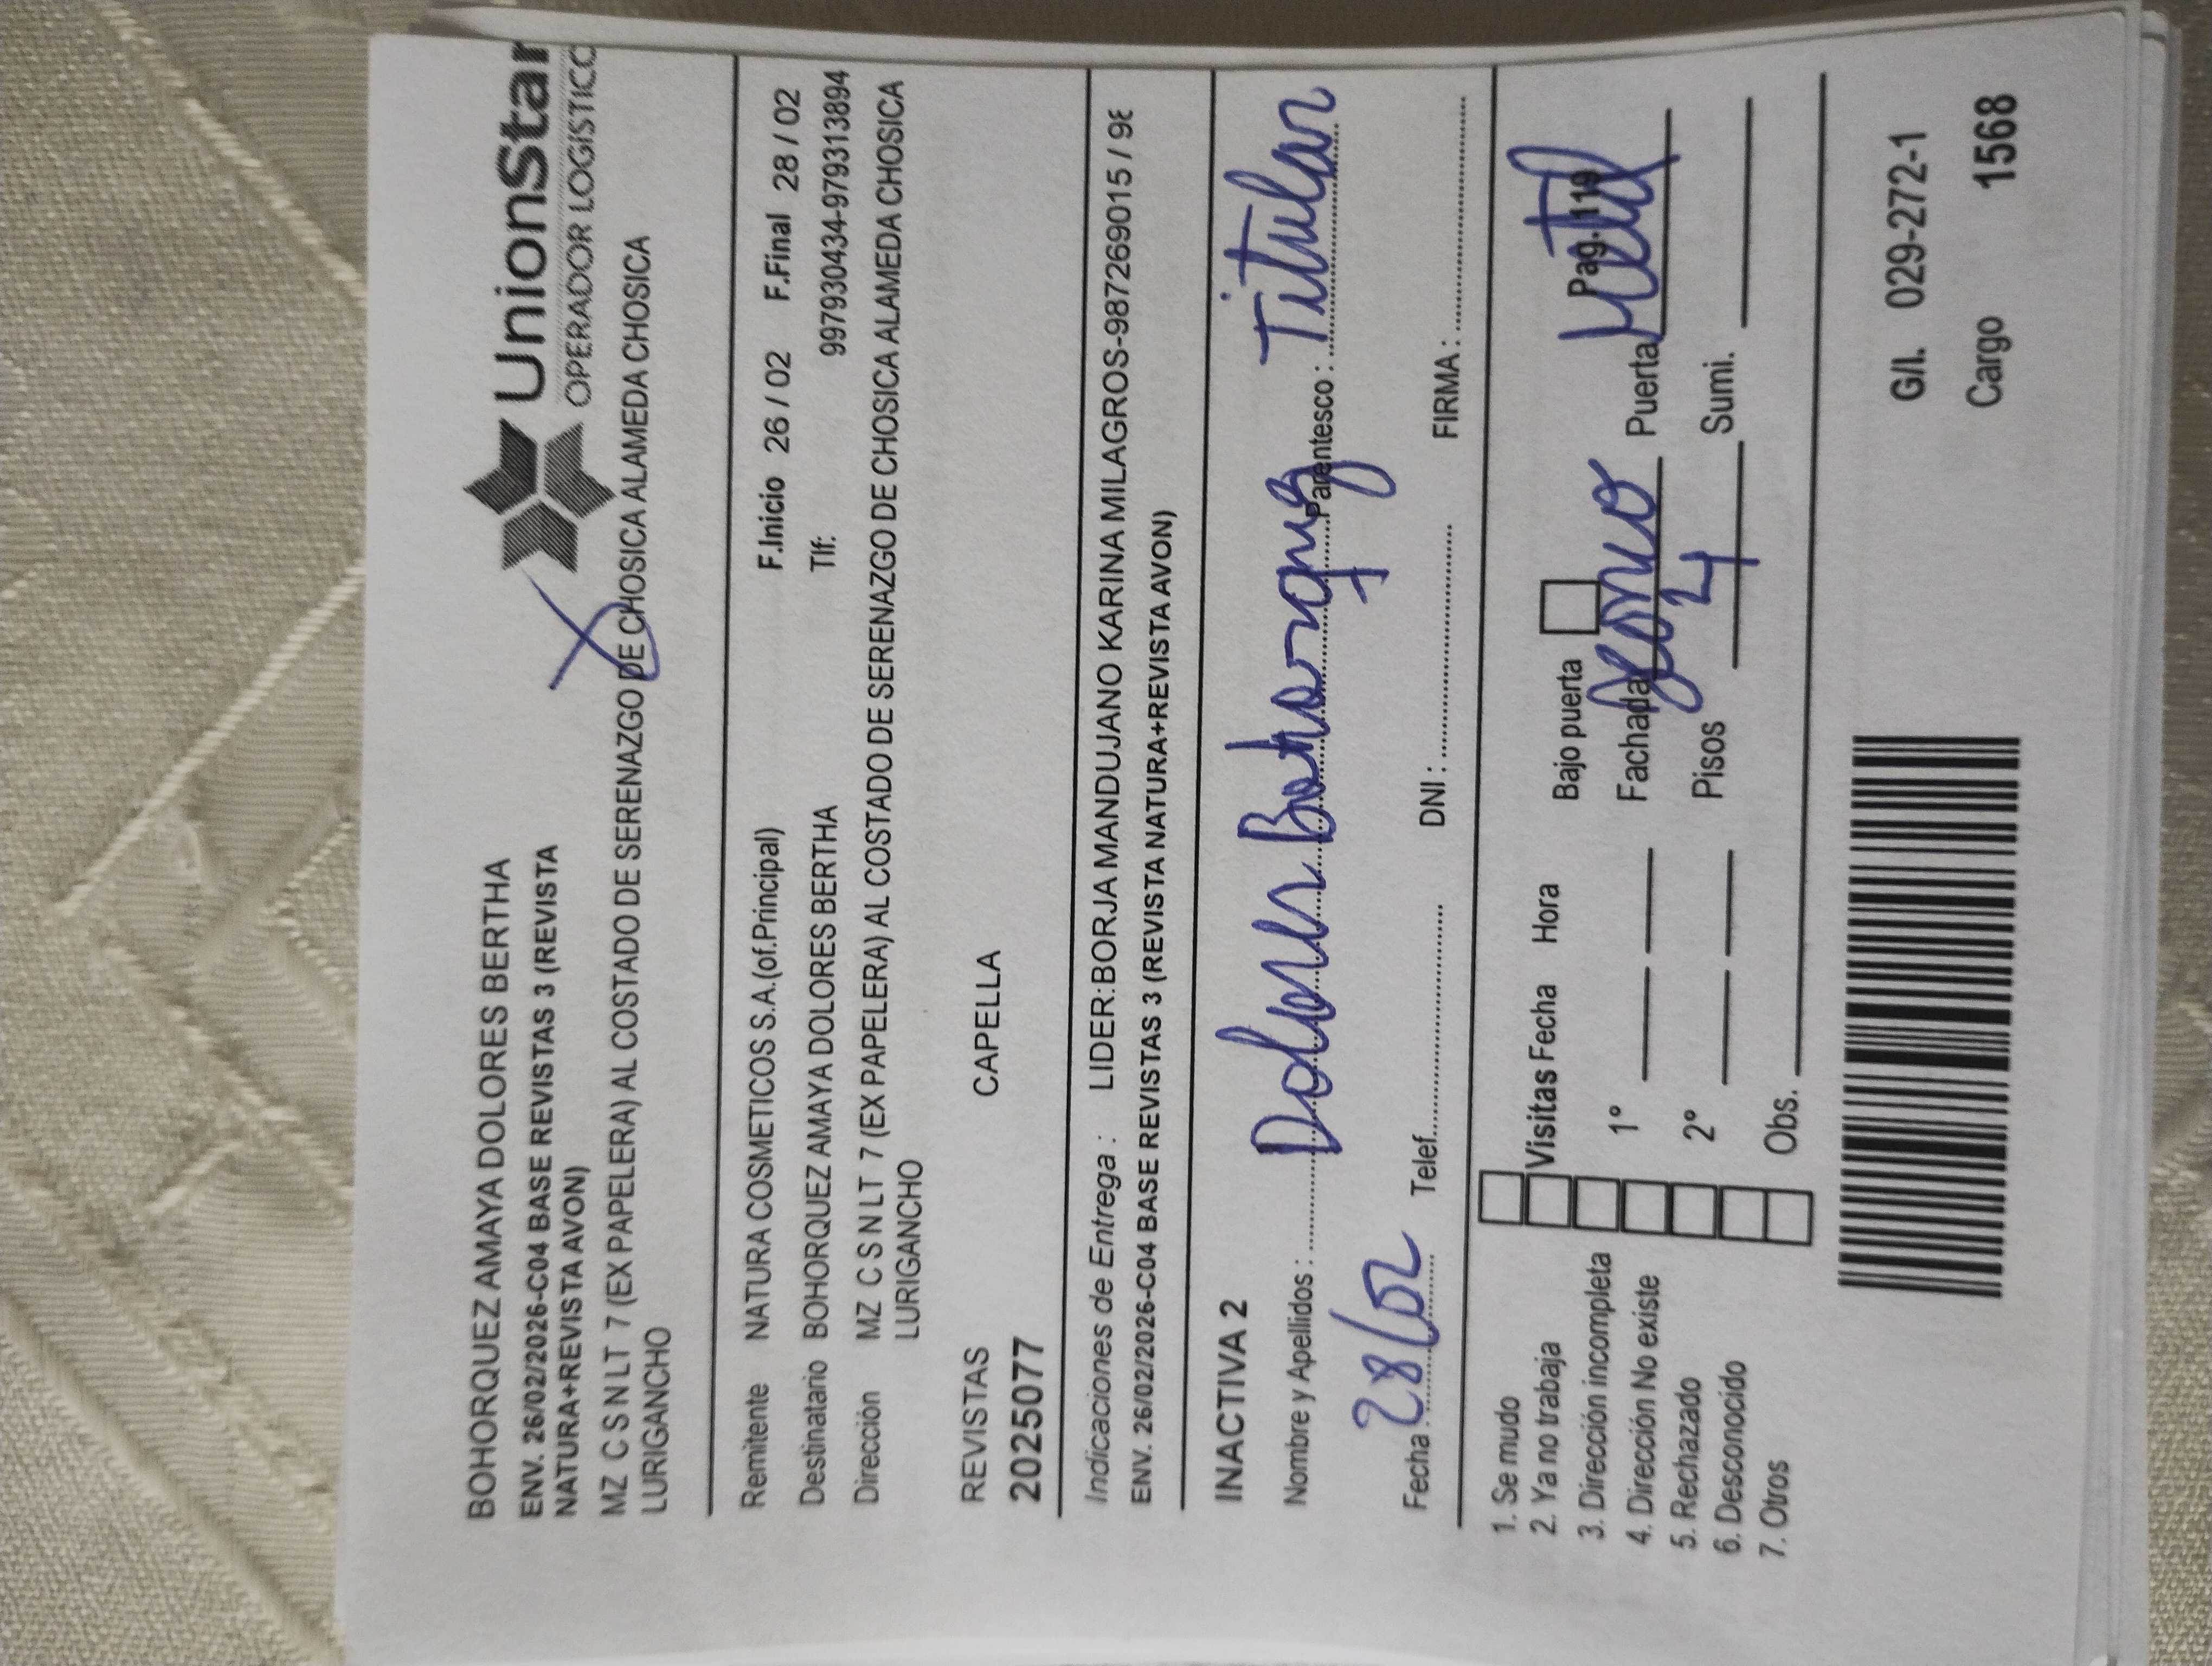 BOHORQUEZ AMAYA DOLORES BERTHA
UnionStar
OPERADOR LOGÍSTICO
ENV. 26/02/2026-C04 BASE REVISTAS 3 (REVISTA
NATURA+REVISTA AVON)
MZ C S N LT 7 (EX PAPELERA) AL COSTADO DE SERENAZGO DE CHOSICA ALAMEDA CHOSICA
LURIGANCHO
Remitente NATURA COSMETICOS S.A.(of.Principal) F.Inicio 26 / 02 F.Final 28 / 02
Destinatario BOHORQUEZ AMAYA DOLORES BERTHA Tlf: 997930434-979313894
Dirección MZ C S N LT 7 (EX PAPELERA) AL COSTADO DE SERENAZGO DE CHOSICA ALAMEDA CHOSICA
LURIGANCHO
REVISTAS CAPELLA
2025077
Indicaciones de Entrega : LIDER:BORJA MANDUJANO KARINA MILAGROS-987269015 / 98
ENV. 26/02/2026-C04 BASE REVISTAS 3 (REVISTA NATURA+REVISTA AVON)
INACTIVA 2
Nombre y Apellidos : Dolores Bohorquez Parentesco : Titular
Fecha : 28/02 Telef. DNI : FIRMA :
1. Se mudo
2. Ya no trabaja
3. Dirección incompleta
4. Dirección No existe
5. Rechazado
6. Desconocido
7. Otros
Visitas Fecha Hora Bajo puerta Pag- 119
1° Fachada Puerta Metal
2° Pisos 4 Sumi.
Obs.
G/I. 029-272-1
Cargo 1568